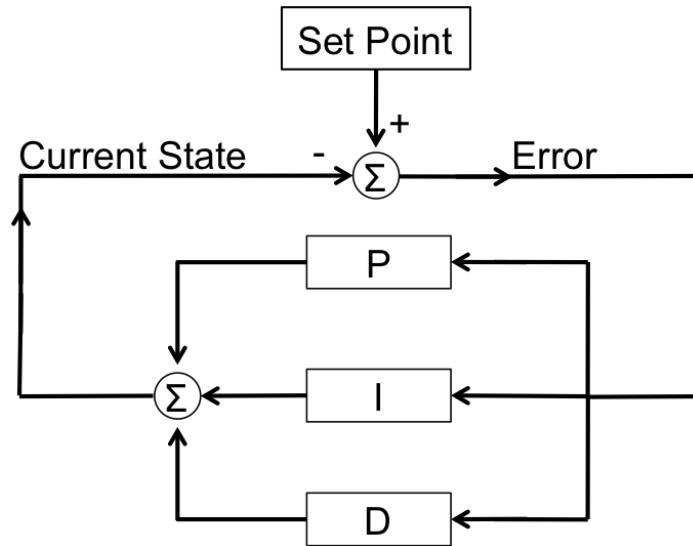 Set Point
+
Current State
-
Error
Σ
P
I
Σ
D